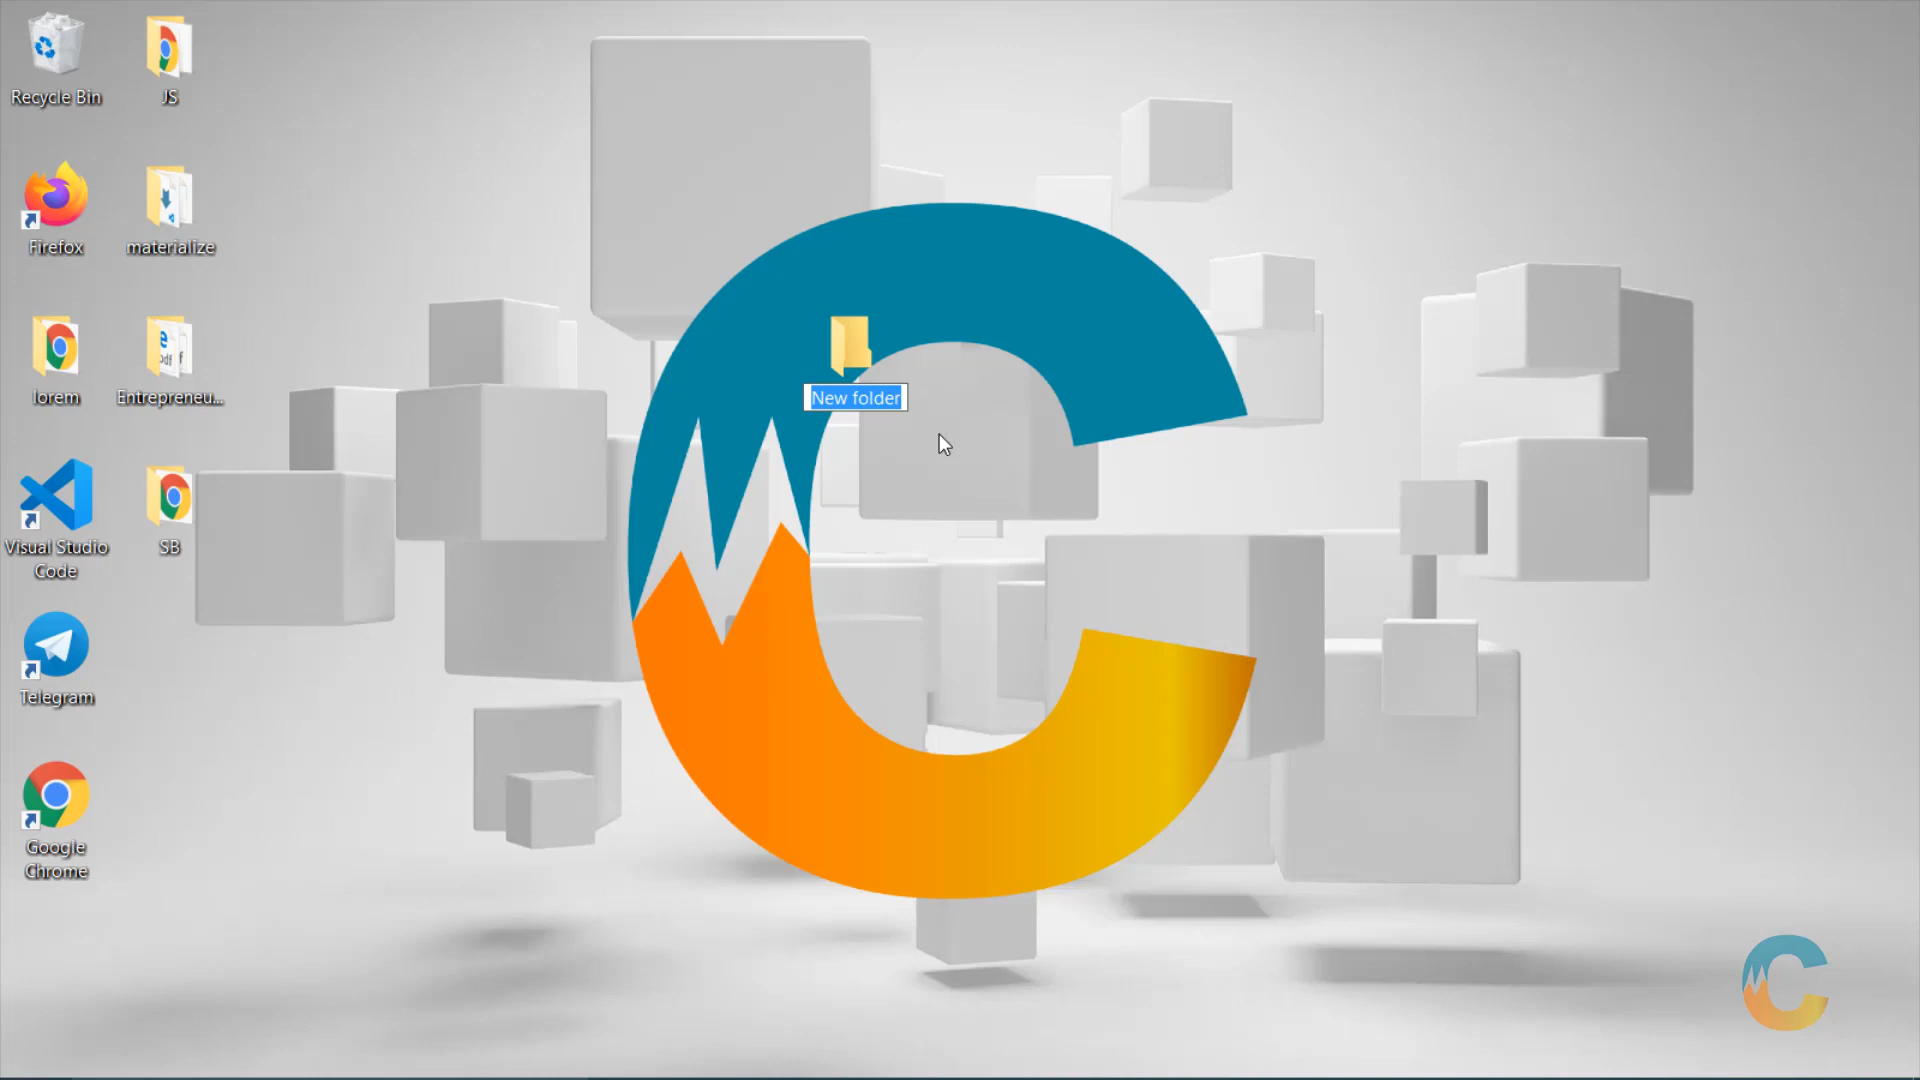 Recycle Bin
JS
Firefox
materialize
lorem
Entrepreneu...
New folder
Visual Studio
Code
SB
Telegram
Google
Chrome